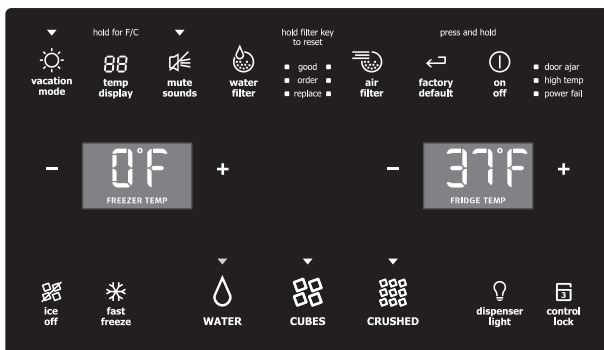 hold for F/C
hold filter key
to reset
press and hold
88
vacation
mode
temp
display
mute
sounds
water
filter
good
order
replace
air
filter
factory
default
on
off
door ajar
high temp
power fail
- 0°F +
FREEZER TEMP
- 37°F +
FRIDGE TEMP
ice
off
fast
freeze
WATER
CUBES
CRUSHED
dispenser
light
3
control
lock